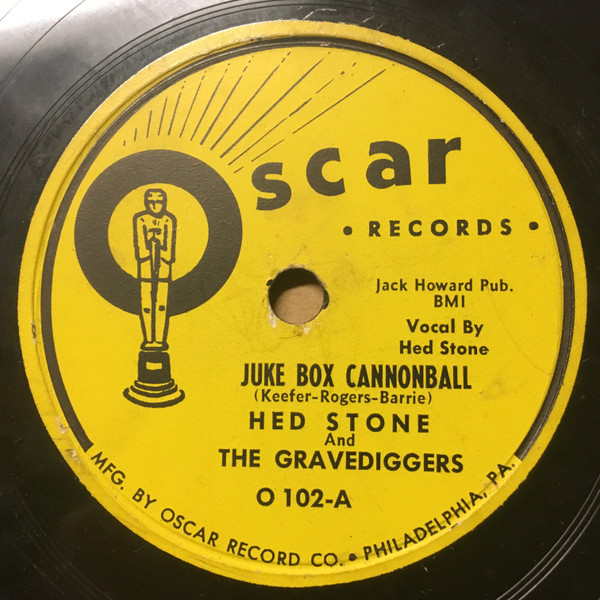 Oscar
• RECORDS •
Jack Howard Pub.
BMI
Vocal By
Hed Stone
JUKE BOX CANNONBALL
(Keefer-Rogers-Barrie)
HED STONE
And
THE GRAVEDIGGERS
O 102-A
MFG. BY OSCAR RECORD CO. • PHILADELPHIA, PA.